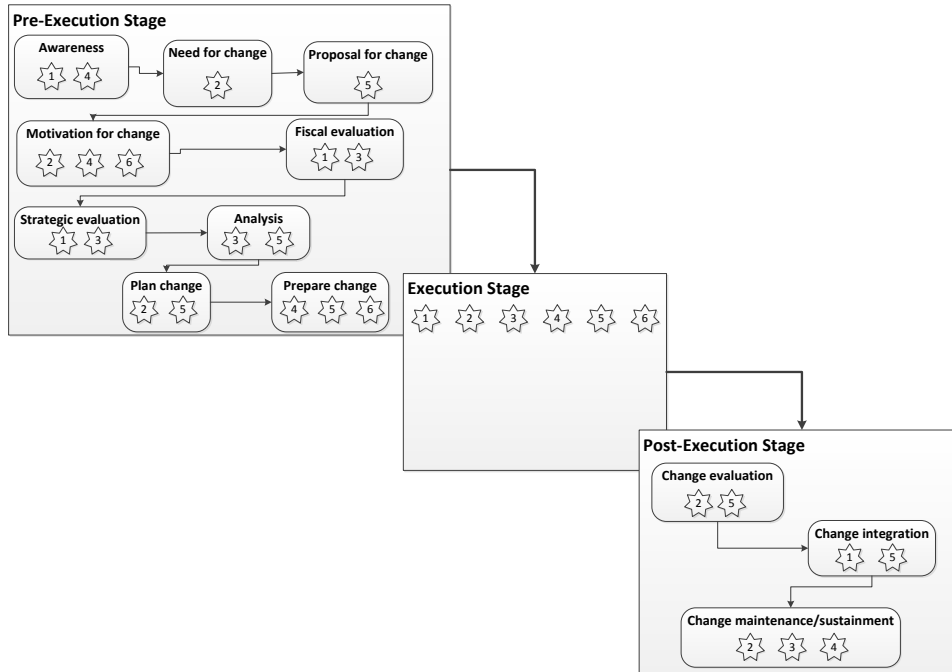 Pre-Execution Stage
Awareness
1 4
Need for change
2
Proposal for change
5
Motivation for change
2 4 6
Fiscal evaluation
1 3
Strategic evaluation
1 3
Analysis
3 5
Plan change
2 5
Prepare change
4 5 6
Execution Stage
1 2 3 4 5 6
Post-Execution Stage
Change evaluation
2 5
Change integration
1 5
Change maintenance/sustainment
2 3 4